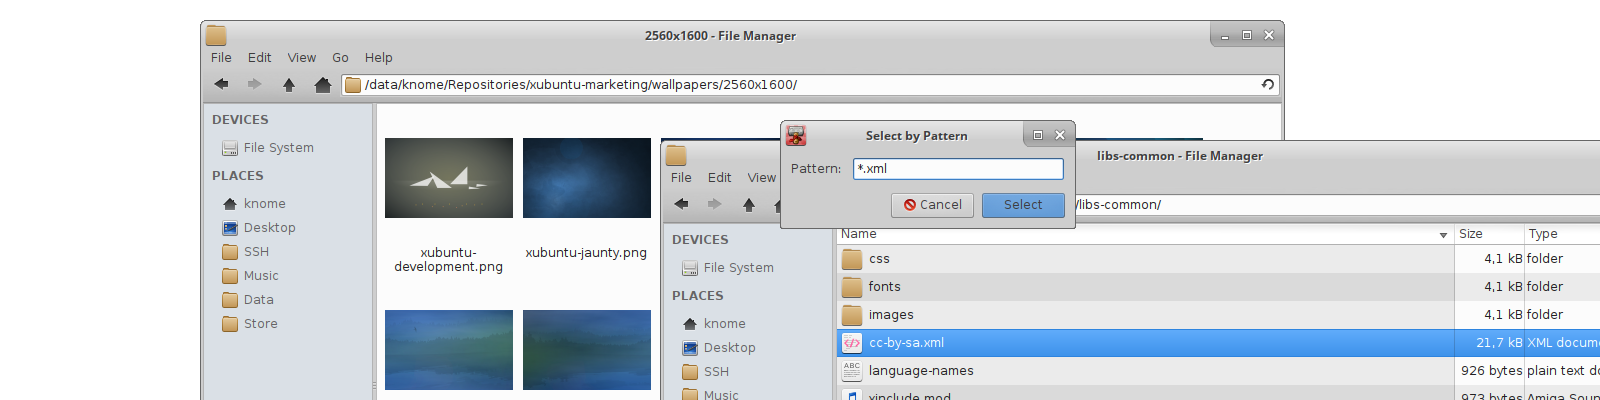 2560x1600 - File Manager
File Edit View Go Help
/data/knome/Repositories/xubuntu-marketing/wallpapers/2560x1600/
DEVICES
File System
PLACES
knome
Desktop
SSH
Music
Data
Store
xubuntu-
development.png
xubuntu-jaunty.png
Select by Pattern
Pattern: *.xml
Cancel Select
libs-common - File Manager
File Edit View
/libs-common/
DEVICES
File System
PLACES
knome
Desktop
SSH
Music
Name Size Type
css 4,1 kB folder
fonts 4,1 kB folder
images 4,1 kB folder
cc-by-sa.xml 21,7 kB XML docum
ABC language-names 926 bytes plain text do
xinclude.mod 973 bytes Amiga Soun